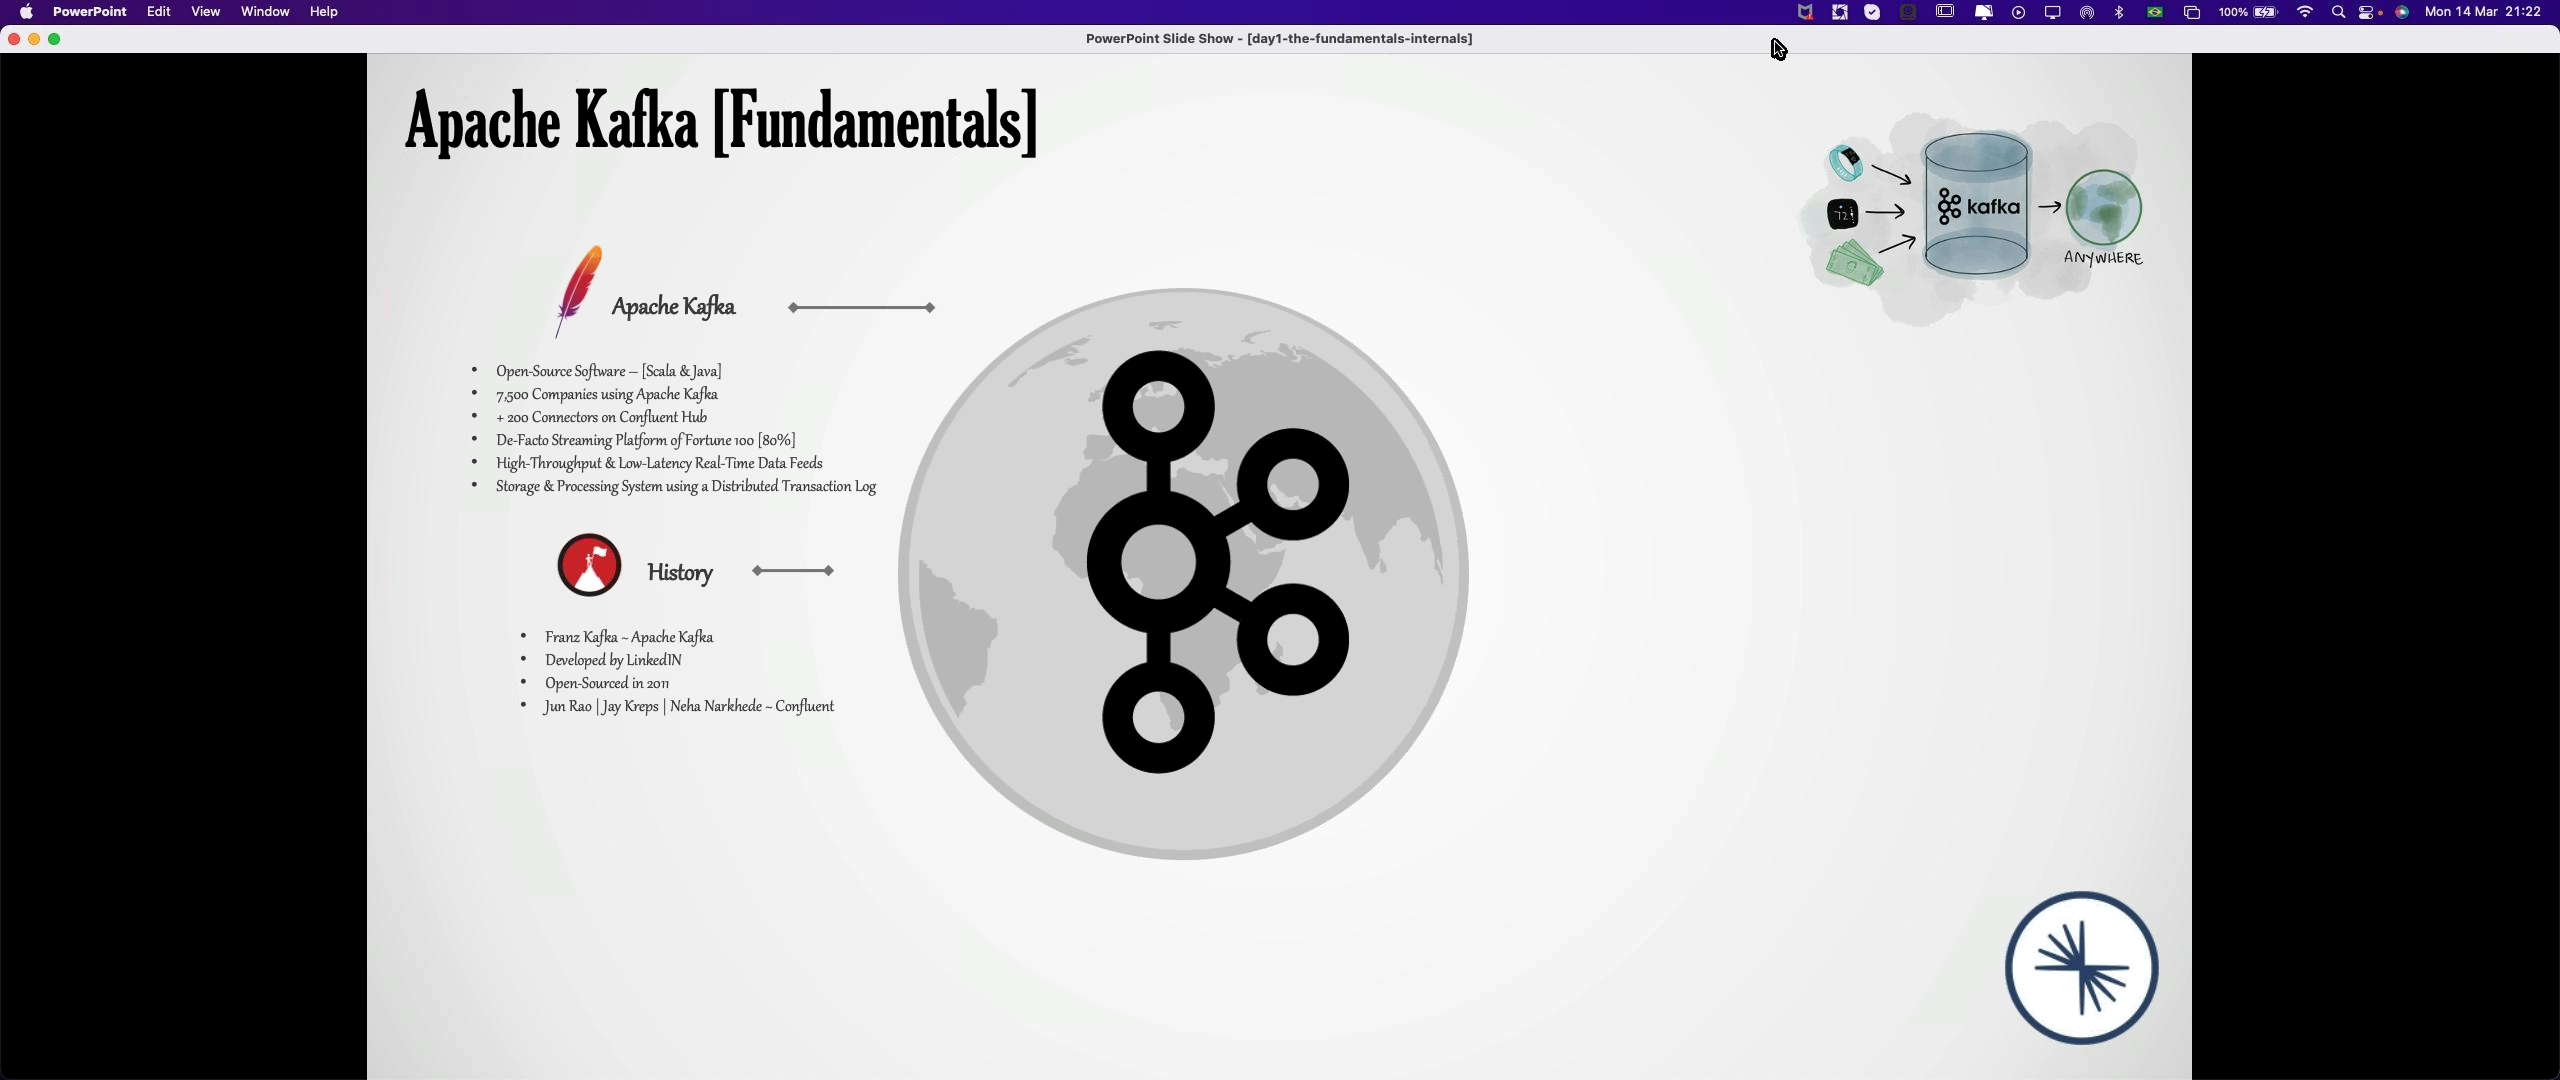 PowerPoint Edit View Window Help 100% Mon 14 Mar 21:22
PowerPoint Slide Show - [day1-the-fundamentals-internals]
Apache Kafka [Fundamentals]
72
kafka
ANYWHERE
Apache Kafka
• Open-Source Software – [Scala & Java]
• 7,500 Companies using Apache Kafka
• + 200 Connectors on Confluent Hub
• De-Facto Streaming Platform of Fortune 100 [80%]
• High-Throughput & Low-Latency Real-Time Data Feeds
• Storage & Processing System using a Distributed Transaction Log
History
• Franz Kafka ~ Apache Kafka
• Developed by LinkedIN
• Open-Sourced in 2011
• Jun Rao | Jay Kreps | Neha Narkhede ~ Confluent